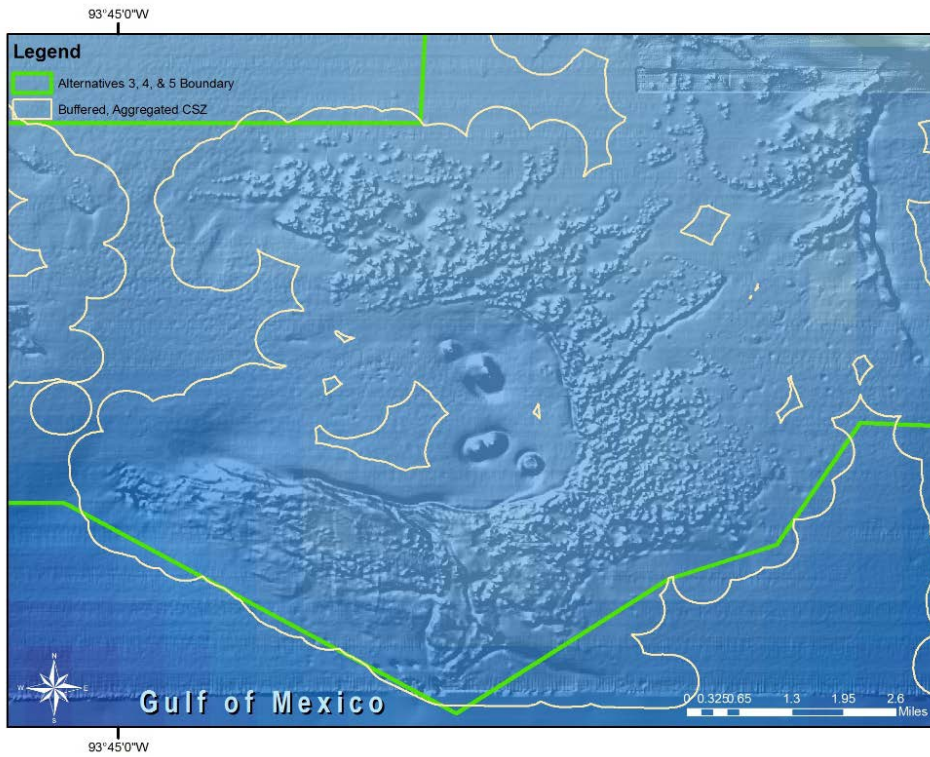 93°45'0"W
Legend
Alternatives 3, 4, & 5 Boundary
Buffered, Aggregated CSZ
N
W E
S
Gulf of Mexico
0 0.325 0.65 1.3 1.95 2.6
Miles
93°45'0"W